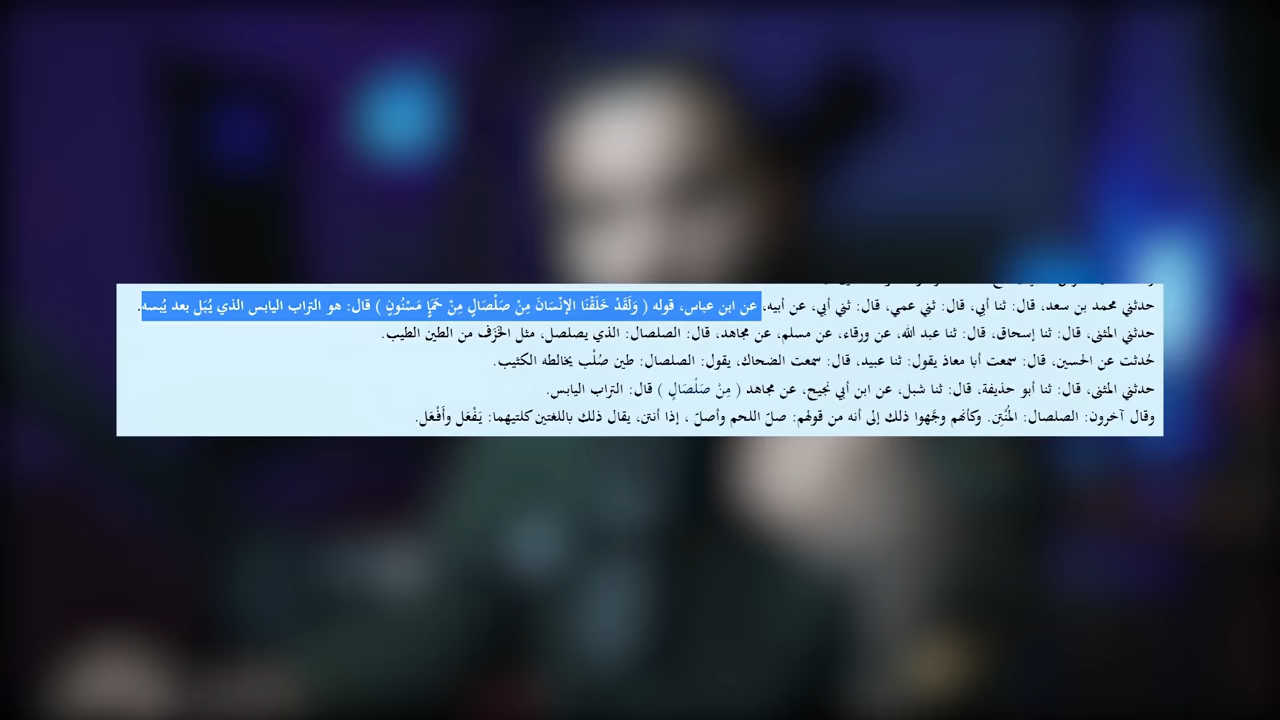 حدثني محمد بن سعد، قال: ثنا أبي، قال: ثني عمي، قال: ثني أبي، عن أبيه، عن ابن عباس، قوله ( وَلَقَدْ خَلَقْنَا الإنْسَانَ مِنْ صَلْصَالٍ مِنْ حَمَإٍ مَسْنُونٍ ) قال: هو التراب اليابس الذي يُبَل بعد يُبسه.
حدثني المثنى، قال: ثنا إسحاق، قال: ثنا عبد الله، عن ورقاء، عن مسلم، عن مجاهد، قال: الصلصال: الذي يصلصل، مثل الخَزَف من الطين الطيب.
حُدثت عن الحسين، قال: سمعت أبا معاذ يقول: ثنا عبيد، قال: سمعت الضحاك، يقول: الصلصال: طين صُلْب يخالطه الكثيب.
حدثني المثنى، قال: ثنا أبو حذيفة، قال: ثنا شبل، عن ابن أبي نجيح، عن مجاهد ( مِنْ صَلْصَالٍ ) قال: التراب اليابس.
وقال آخرون: الصلصال: المُنْتِن. وكأنهم وجَّهوا ذلك إلى أنه من قولهم: صلّ اللحم وأصلّ ، إذا أنتن، يقال ذلك باللغتين كلتيهما: يَفْعَل وأَفْعَل.